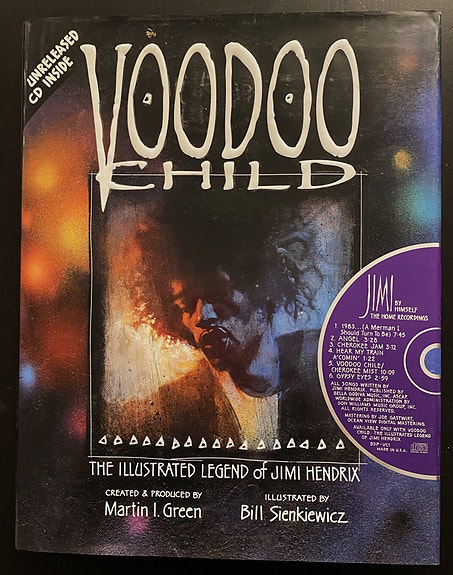 UNRELEASED
CD INSIDE
VOODOO
CHILD
JIMI BY
HIMSELF
THE HOME RECORDINGS
1. 1983...(A Merman I
Should Turn To Be) 7:45
2. ANGEL 3:28
3. CHEROKEE JAM 3:12
4. HEAR MY TRAIN
A'COMIN' 1:22
5. VOODOO CHILE/
CHEROKEE MIST 10:09
6. GYPSY EYES 2:59
ALL SONGS WRITTEN BY
JIMI HENDRIX. PUBLISHED BY
BELLA GODIVA MUSIC, INC. ASCAP
WORLDWIDE ADMINISTRATION BY
DON WILLIAMS MUSIC GROUP, INC.
ALL RIGHTS RESERVED.
MASTERING BY JOE GASTWIRT,
OCEAN VIEW DIGITAL MASTERING.
AVAILABLE ONLY WITH VOODOO
CHILD: THE ILLUSTRATED LEGEND
OF JIMI HENDRIX
BSP-VC1
MADE IN U.S.A.
THE ILLUSTRATED LEGEND of JIMI HENDRIX
CREATED & PRODUCED BY
Martin I. Green
ILLUSTRATED BY
Bill Sienkiewicz